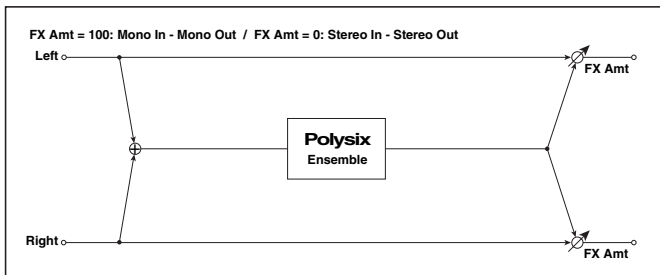 FX Amt = 100: Mono In - Mono Out / FX Amt = 0: Stereo In - Stereo Out
Left
FX Amt
Polysix
Ensemble
Right
FX Amt